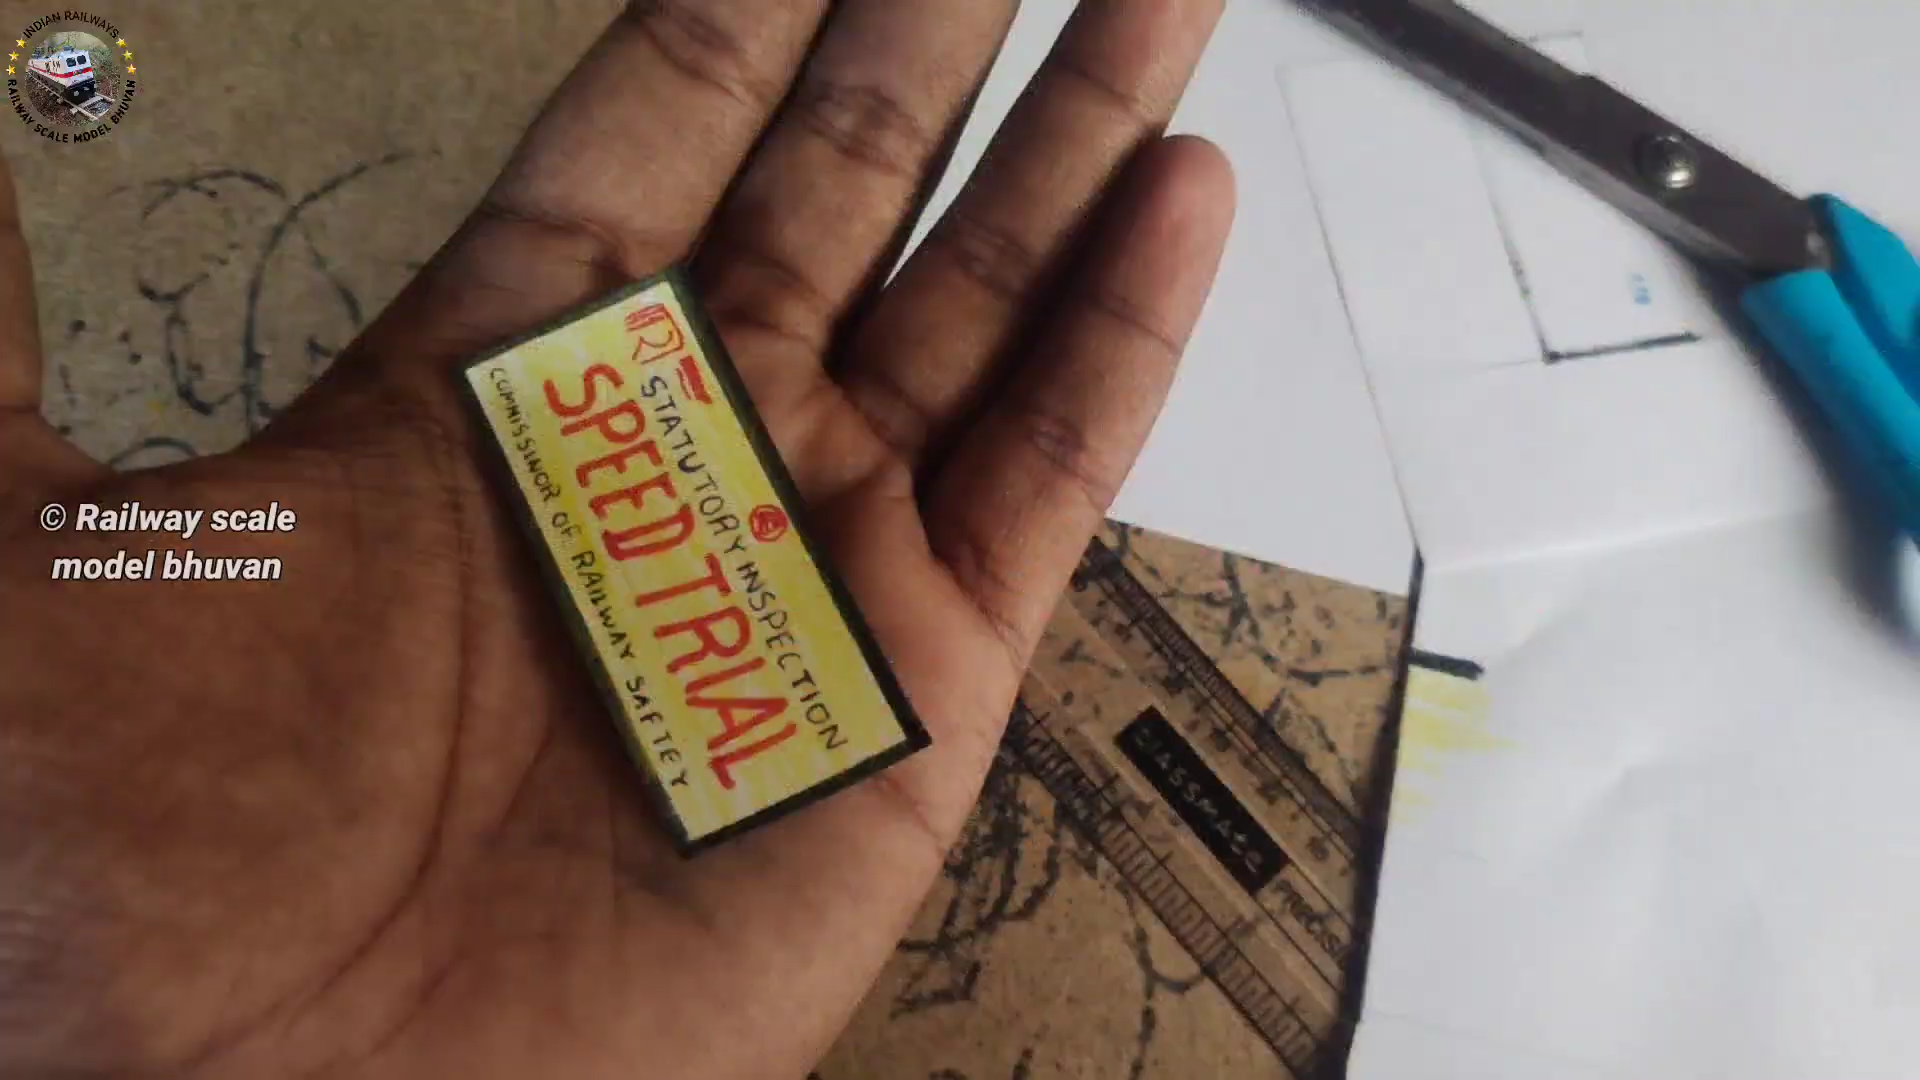 INDIAN RAILWAYS
RAILWAY SCALE MODEL BHUVAN
© Railway scale
model bhuvan
STATUTORY INSPECTION
SPEED TRIAL
COMMISSINOR OF RAILWAY SAFTEY
CLASSMATE